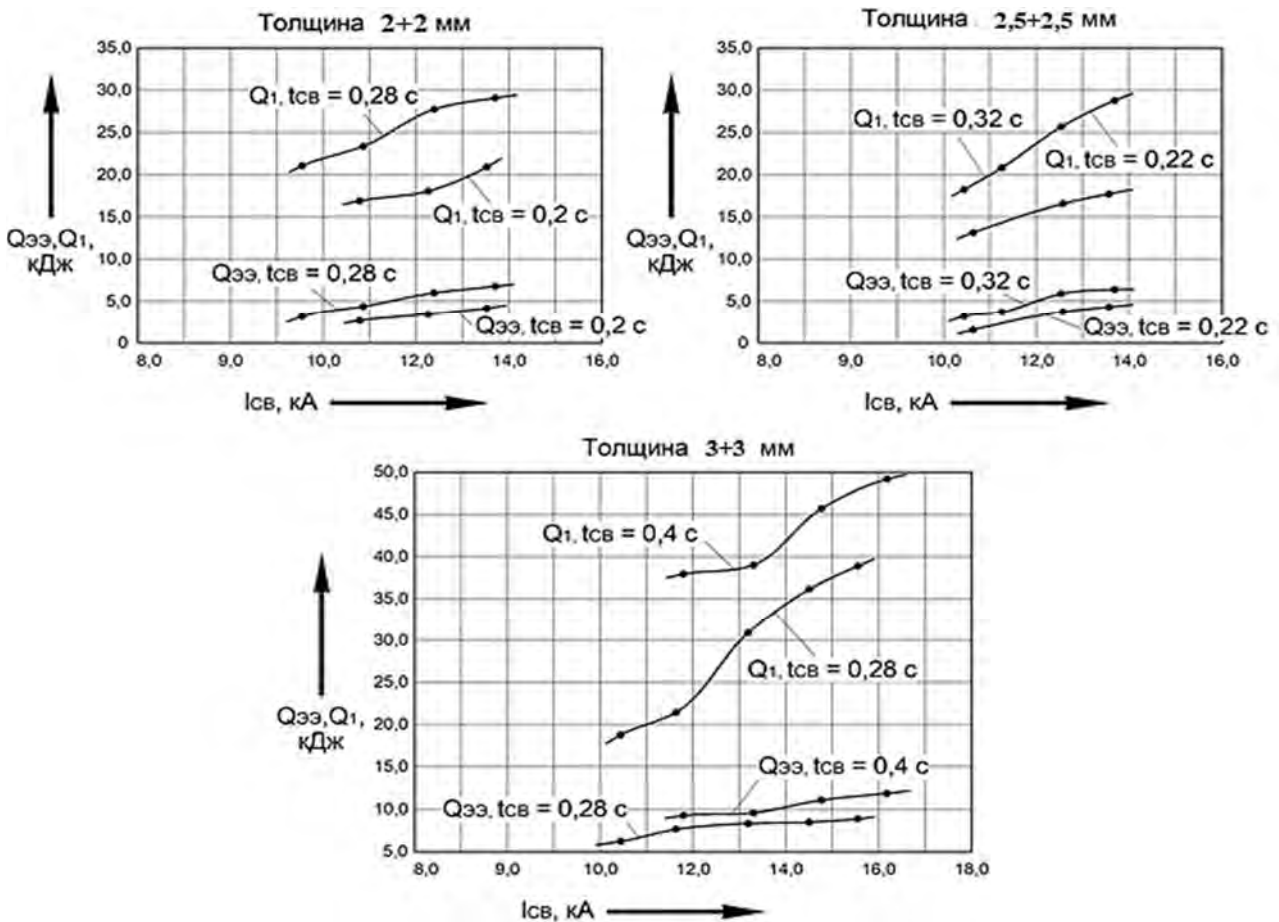 Толщина 2+2 мм
35,0
30,0
25,0
20,0
15,0
10,0
5,0
0
Q1, tсв = 0,28 с
Q1, tсв = 0,2 с
Qээ, tсв = 0,28 с
Qээ, tсв = 0,2 с
Qээ,Q1,
кДж
8,0 9,0 10,0 12,0 14,0 16,0
Iсв, кА
Толщина 2,5+2,5 мм
35,0
30,0
25,0
20,0
15,0
10,0
5,0
0
Q1, tсв = 0,32 с
Q1, tсв = 0,22 с
Qээ, tсв = 0,32 с
Qээ, tсв = 0,22 с
Qээ,Q1,
кДж
8,0 9,0 10,0 12,0 14,0 16,0
Iсв, кА
Толщина 3+3 мм
50,0
45,0
40,0
35,0
30,0
25,0
20,0
15,0
10,0
5,0
Q1, tсв = 0,4 с
Q1, tсв = 0,28 с
Qээ, tсв = 0,4 с
Qээ, tсв = 0,28 с
Qээ,Q1,
кДж
8,0 9,0 10,0 12,0 14,0 16,0 18,0
Iсв, кА